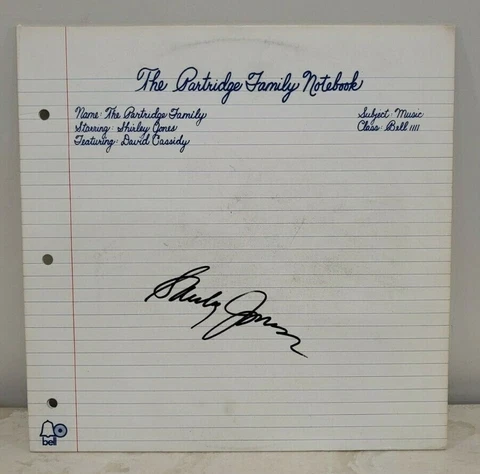 The Partridge Family Notebook
Name: The Partridge Family
Starring: Shirley Jones
Featuring: David Cassidy
Subject: Music
Class: Bell 1111
Shirley Jones
bell